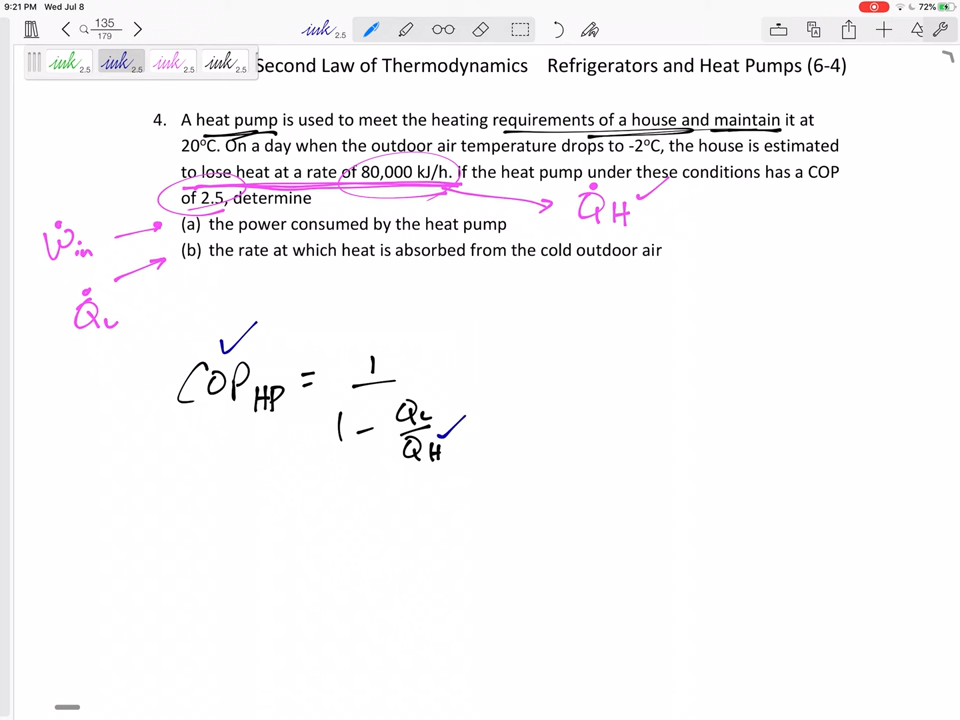 9:21 PM Wed Jul 8
72%
135
179
ink 2.5
ink 2.5 ink 2.5 ink 2.5 ink 2.5
Second Law of Thermodynamics Refrigerators and Heat Pumps (6-4)
4. A heat pump is used to meet the heating requirements of a house and maintain it at
20°C. On a day when the outdoor air temperature drops to -2°C, the house is estimated
to lose heat at a rate of 80,000 kJ/h. If the heat pump under these conditions has a COP
of 2.5, determine
Q̇H ✓
(a) the power consumed by the heat pump
Ẇin
(b) the rate at which heat is absorbed from the cold outdoor air
Q̇L
✓
COP HP = 1
1 - QL
QH ✓